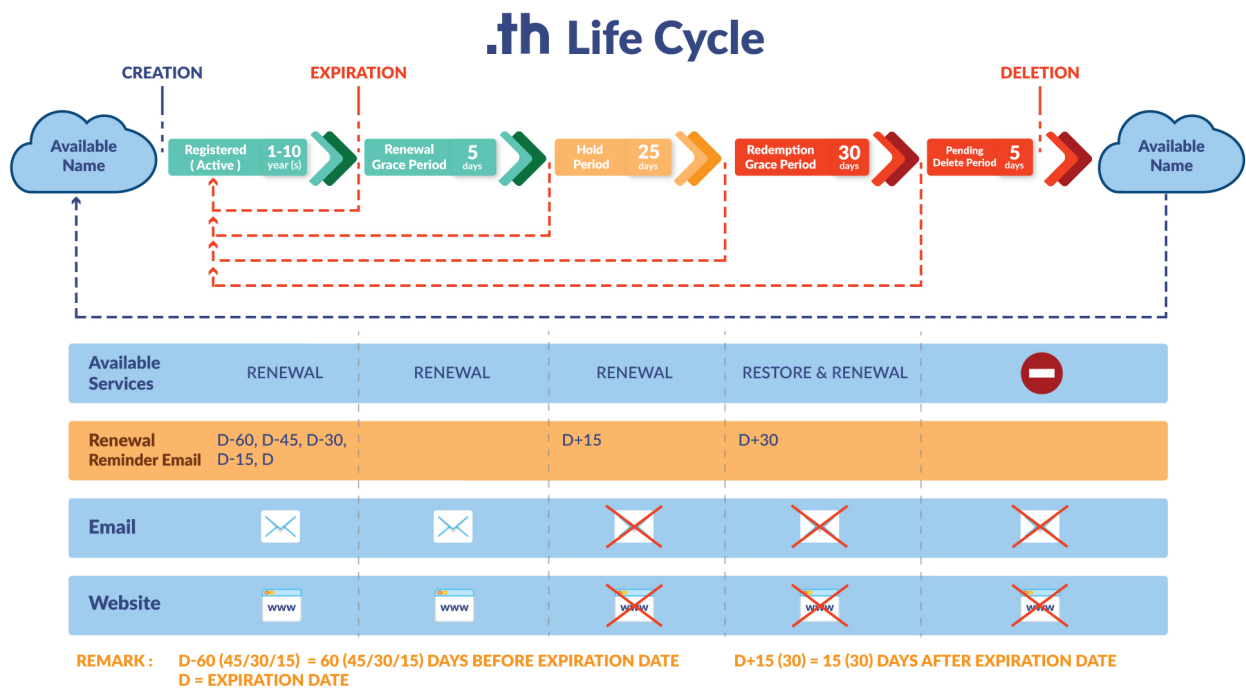 .th Life Cycle
CREATION
EXPIRATION
DELETION
Available
Name
Registered
( Active )
1-10
year (s)
Renewal
Grace Period
5
days
Hold
Period
25
days
Redemption
Grace Period
30
days
Pending
Delete Period
5
days
Available
Name
Available
Services
RENEWAL
RENEWAL
RENEWAL
RESTORE & RENEWAL
Renewal
Reminder Email
D-60, D-45, D-30,
D-15, D
D+15
D+30
Email
Website
www
www
www
www
www
REMARK :
D-60 (45/30/15) = 60 (45/30/15) DAYS BEFORE EXPIRATION DATE
D = EXPIRATION DATE
D+15 (30) = 15 (30) DAYS AFTER EXPIRATION DATE